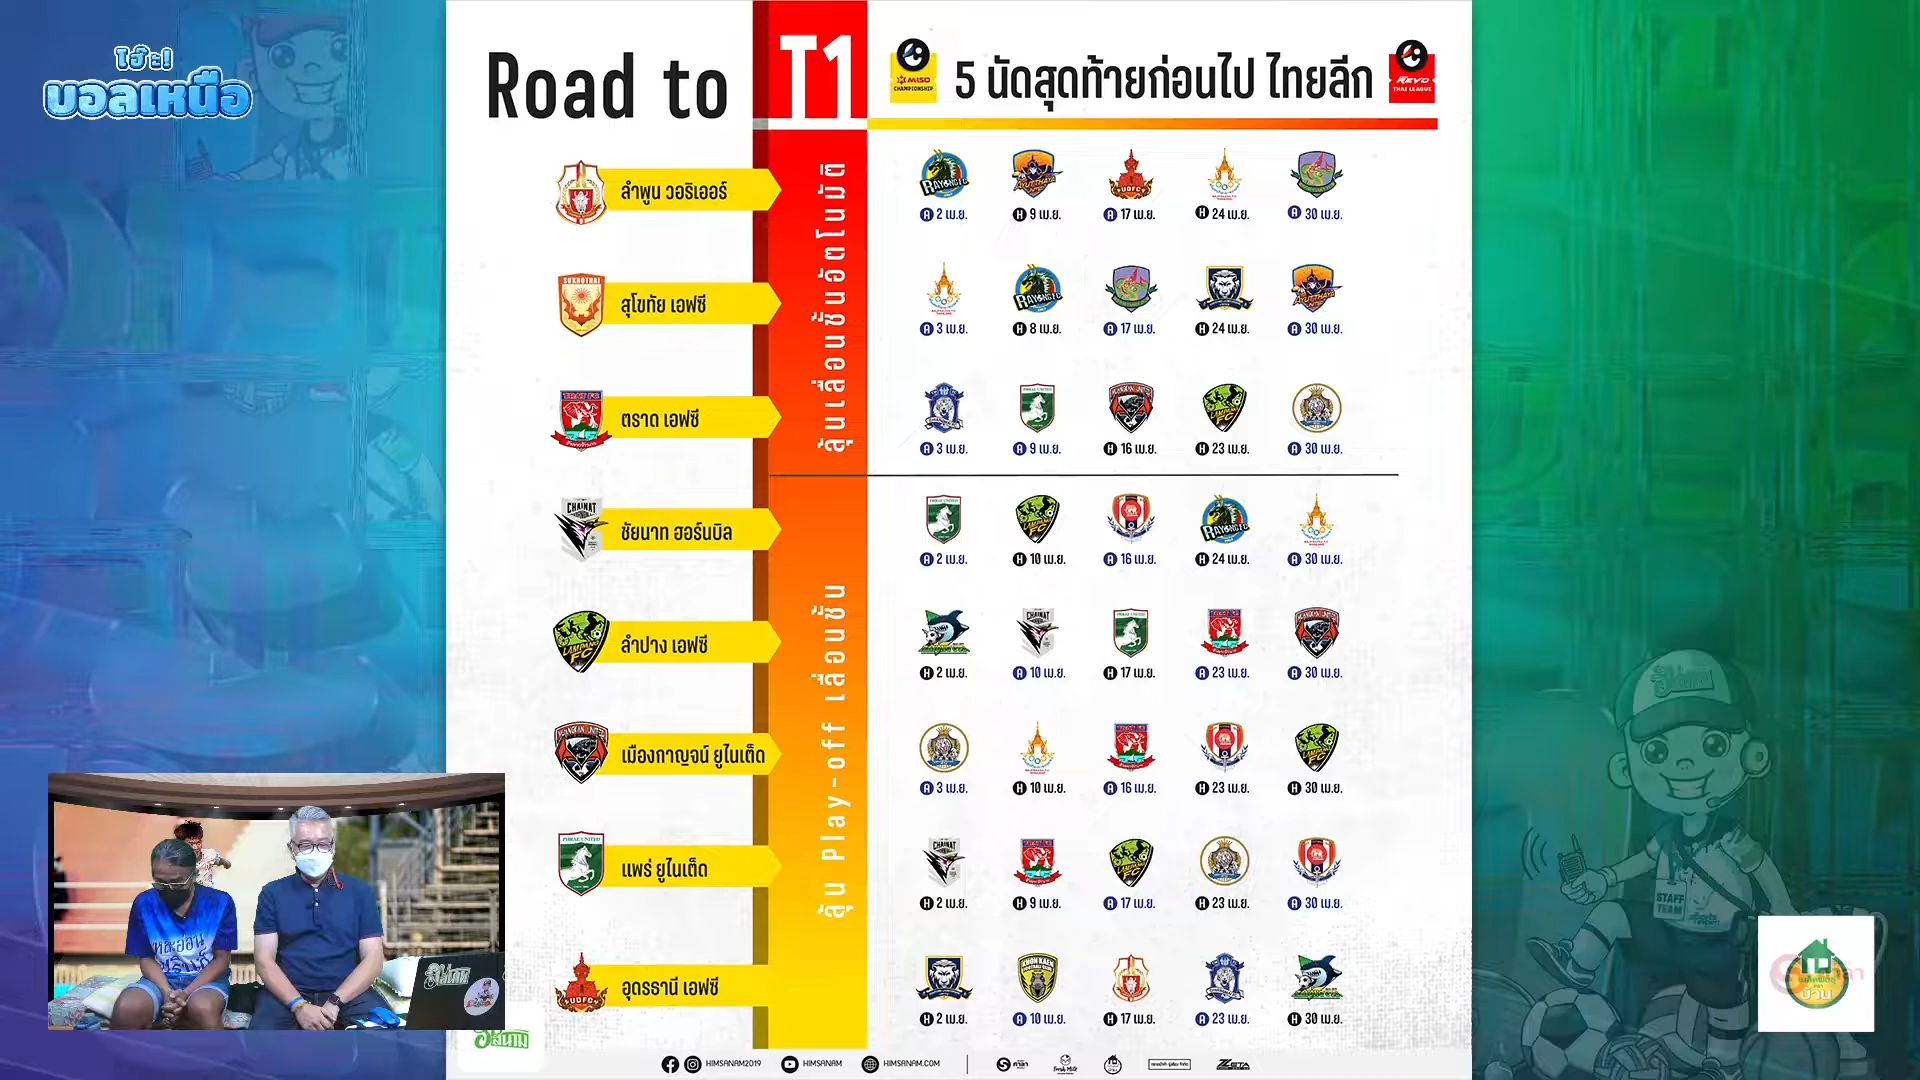 ไฮ๊ะ!
บอลเหนือ
Road to T1
MISO
CHAMPIONSHIP
5 นัดสุดท้ายก่อนไป ไทยลีก
REVO
THAI LEAGUE
ลุ้นเลื่อนชั้นอัตโนมัติ
ลำพูน วอริเออร์
A 2 เม.ย. H 9 เม.ย. A 17 เม.ย. H 24 เม.ย. A 30 เม.ย.
สุโขทัย เอฟซี
A 3 เม.ย. H 8 เม.ย. A 17 เม.ย. H 24 เม.ย. A 30 เม.ย.
ตราด เอฟซี
A 3 เม.ย. A 9 เม.ย. H 16 เม.ย. H 23 เม.ย. A 30 เม.ย.
ลุ้น Play-off เลื่อนชั้น
ชัยนาท ฮอร์นบิล
A 2 เม.ย. H 10 เม.ย. A 16 เม.ย. H 24 เม.ย. A 30 เม.ย.
ลำปาง เอฟซี
H 2 เม.ย. A 10 เม.ย. H 17 เม.ย. A 23 เม.ย. A 30 เม.ย.
เมืองกาญจน์ ยูไนเต็ด
A 3 เม.ย. H 10 เม.ย. A 16 เม.ย. H 23 เม.ย. H 30 เม.ย.
แพร่ ยูไนเต็ด
H 2 เม.ย. H 9 เม.ย. A 17 เม.ย. H 23 เม.ย. A 30 เม.ย.
อุดรธานี เอฟซี
H 2 เม.ย. A 10 เม.ย. H 17 เม.ย. A 23 เม.ย. H 30 เม.ย.
HIMSANAM2019 HIMSANAM HIMSANAM.COM
STAFF
TEAM